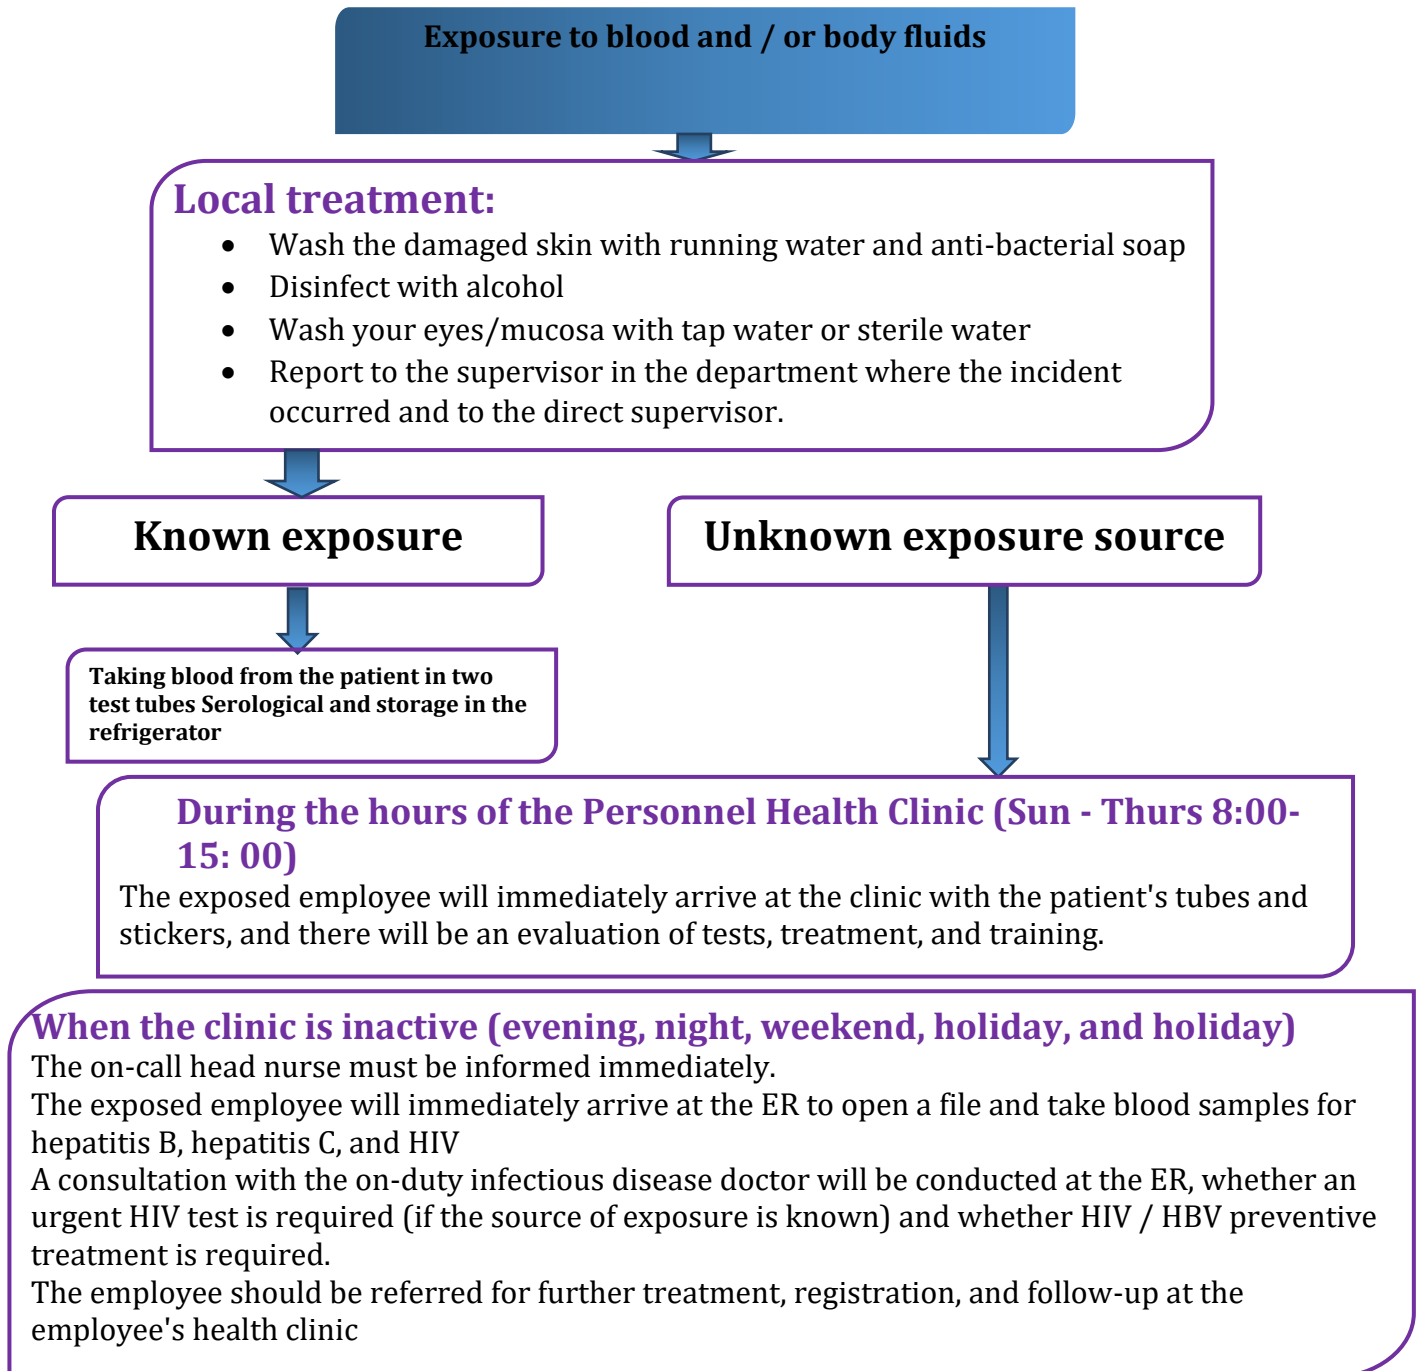 Exposure to blood and / or body fluids
Local treatment:
• Wash the damaged skin with running water and anti-bacterial soap
• Disinfect with alcohol
• Wash your eyes/mucosa with tap water or sterile water
• Report to the supervisor in the department where the incident
occurred and to the direct supervisor.
Known exposure
Unknown exposure source
Taking blood from the patient in two
test tubes Serological and storage in the
refrigerator
During the hours of the Personnel Health Clinic (Sun - Thurs 8:00-
15: 00)
The exposed employee will immediately arrive at the clinic with the patient's tubes and
stickers, and there will be an evaluation of tests, treatment, and training.
When the clinic is inactive (evening, night, weekend, holiday, and holiday)
The on-call head nurse must be informed immediately.
The exposed employee will immediately arrive at the ER to open a file and take blood samples for
hepatitis B, hepatitis C, and HIV
A consultation with the on-duty infectious disease doctor will be conducted at the ER, whether an
urgent HIV test is required (if the source of exposure is known) and whether HIV / HBV preventive
treatment is required.
The employee should be referred for further treatment, registration, and follow-up at the
employee's health clinic